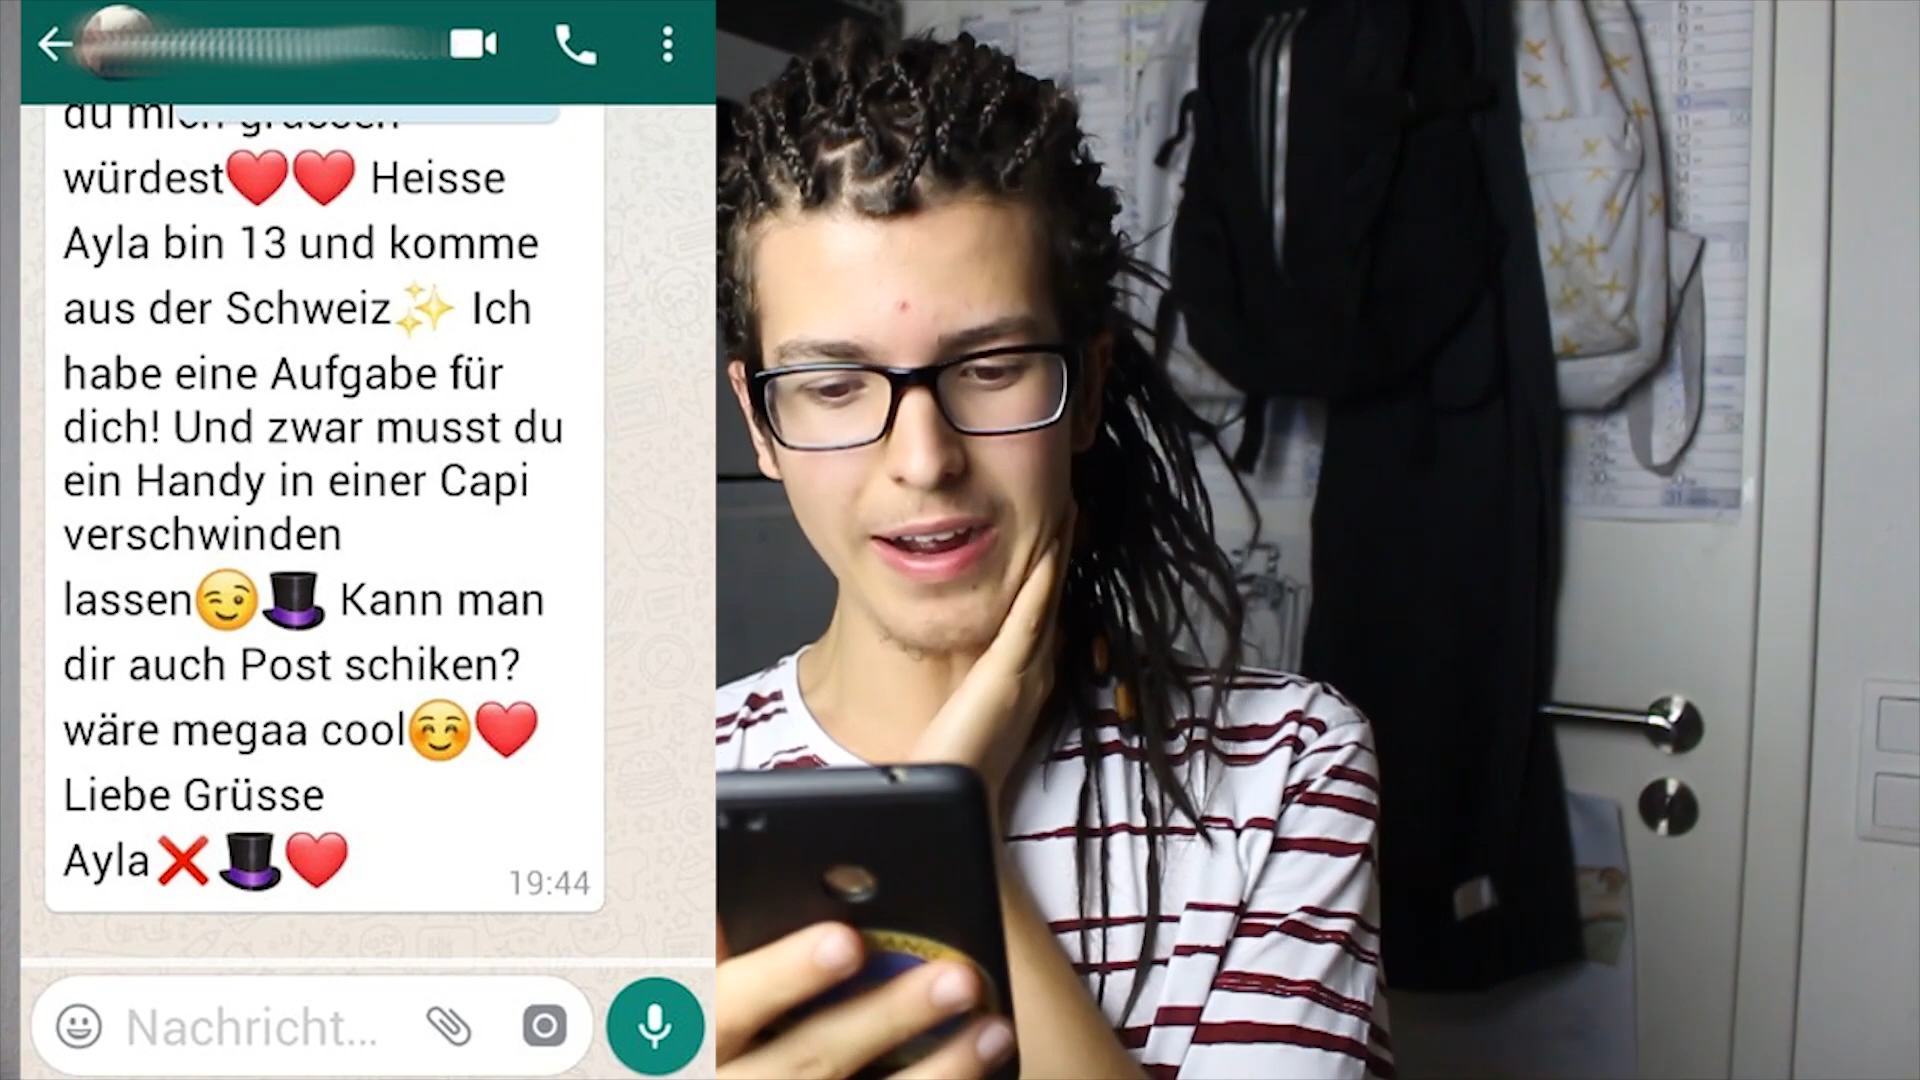 würdest❤️❤️ Heisse
Ayla bin 13 und komme
aus der Schweiz✨ Ich
habe eine Aufgabe für
dich! Und zwar musst du
ein Handy in einer Capi
verschwinden
lassen😉🎩 Kann man
dir auch Post schiken?
wäre megaa cool☺️❤️
Liebe Grüsse
Ayla❌🎩❤️
19:44
Nachricht...